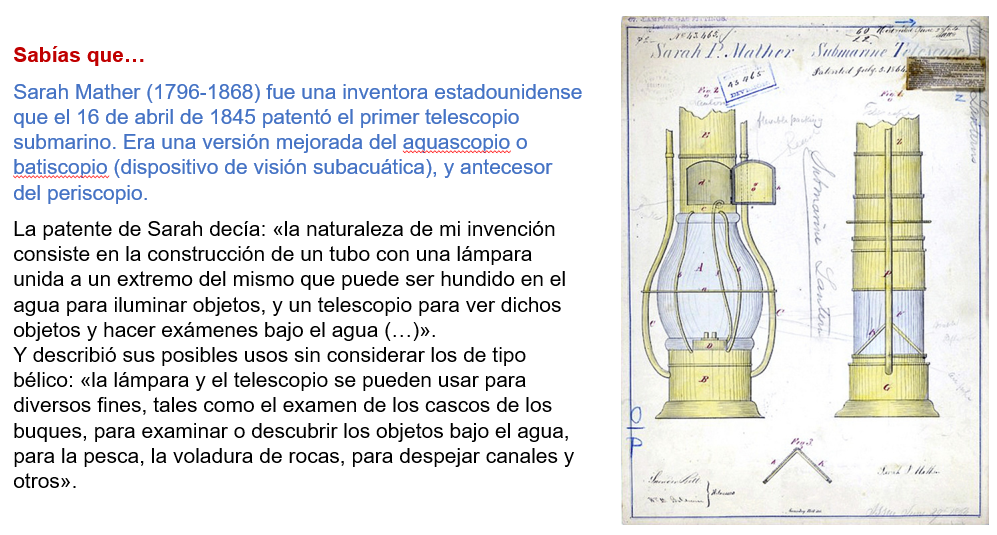 Sabías que…
Sarah Mather (1796-1868) fue una inventora estadounidense
que el 16 de abril de 1845 patentó el primer telescopio
submarino. Era una versión mejorada del aquascopio o
batiscopio (dispositivo de visión subacuática), y antecesor
del periscopio.
La patente de Sarah decía: «la naturaleza de mi invención
consiste en la construcción de un tubo con una lámpara
unida a un extremo del mismo que puede ser hundido en el
agua para iluminar objetos, y un telescopio para ver dichos
objetos y hacer exámenes bajo el agua (…)».
Y describió sus posibles usos sin considerar los de tipo
bélico: «la lámpara y el telescopio se pueden usar para
diversos fines, tales como el examen de los cascos de los
buques, para examinar o descubrir los objetos bajo el agua,
para la pesca, la voladura de rocas, para despejar canales y
otros».
Nº 43,465.
Sarah P. Mather Submarine Telescope
Patented July 5. 1864.
43465
Fig 2
Fig 1
Submarine Lantern
E
Z
A
P
C
C'
D
B
G
Fig 3